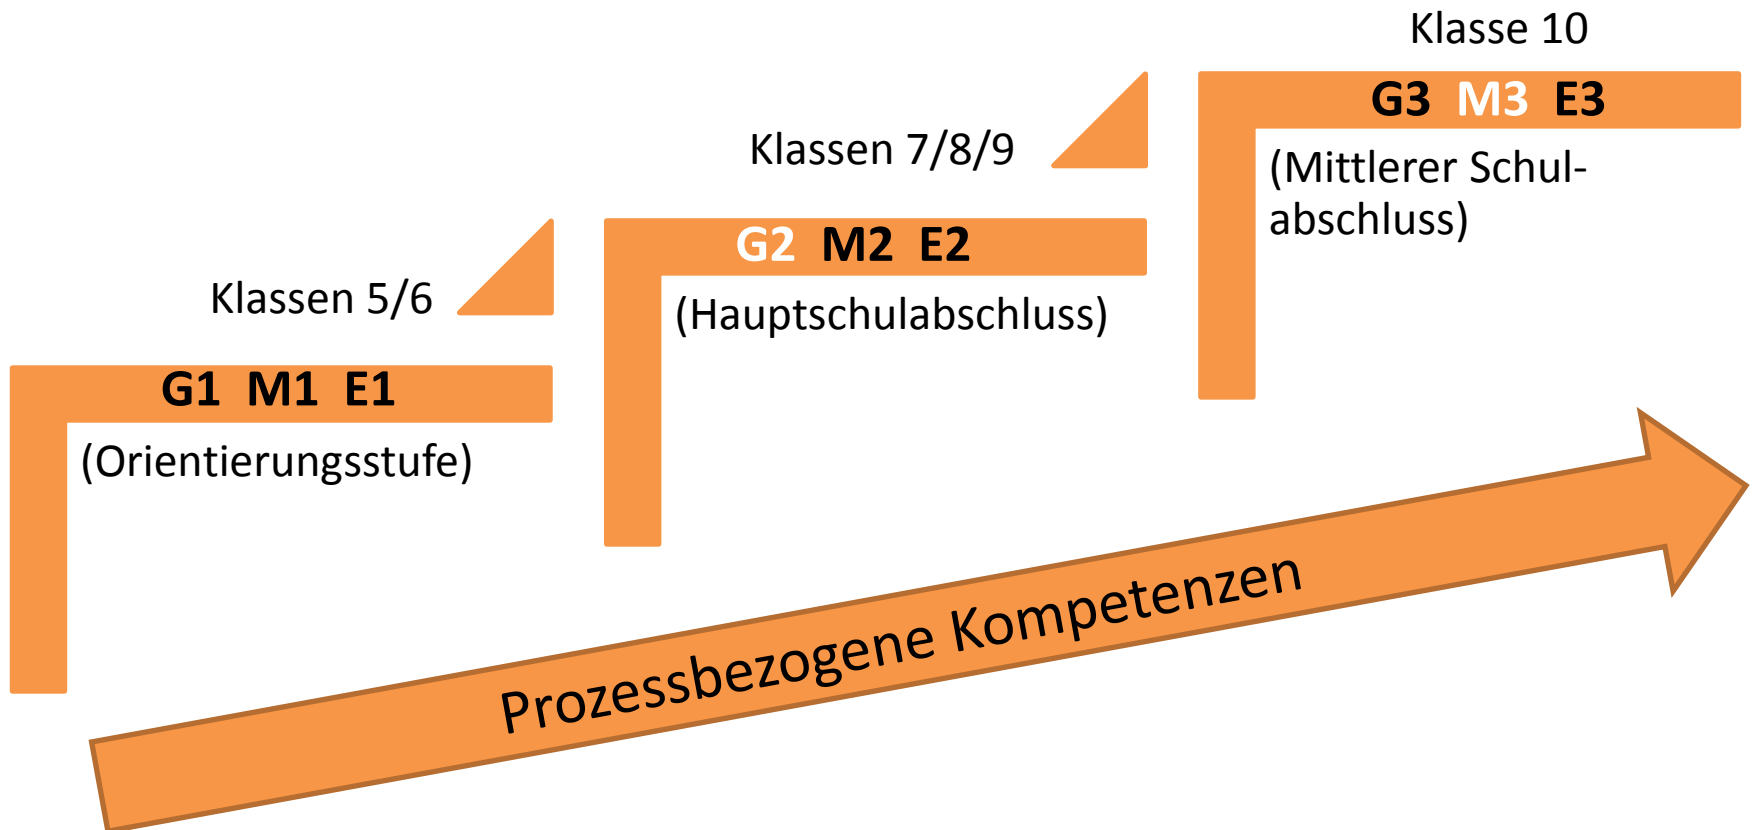 Klasse 10
G3 M3 E3
(Mittlerer Schul-
abschluss)
Klassen 7/8/9
G2 M2 E2
(Hauptschulabschluss)
Klassen 5/6
G1 M1 E1
(Orientierungsstufe)
Prozessbezogene Kompetenzen